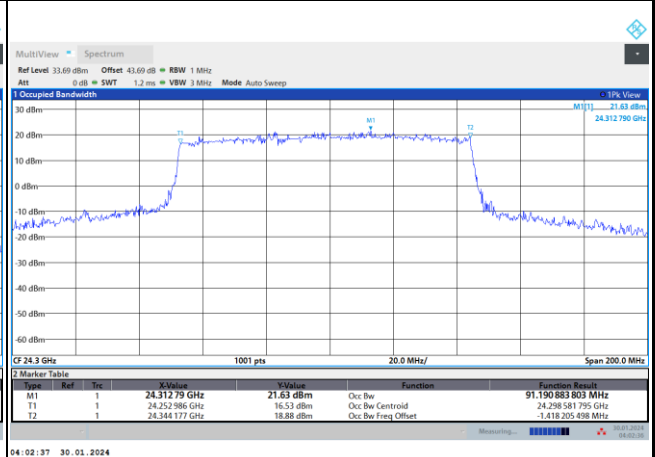 MultiView Spectrum
Ref Level 33.69 dBm Offset 43.69 dB RBW 1 MHz
Att 0 dB SWT 1.2 ms VBW 3 MHz Mode Auto Sweep
1 Occupied Bandwidth 1Pk View
M1[1] 21.63 dBm
24.312 790 GHz
30 dBm
M1
T1
T2
20 dBm
10 dBm
0 dBm
-10 dBm
-20 dBm
-30 dBm
-40 dBm
-50 dBm
-60 dBm
CF 24.3 GHz 1001 pts 20.0 MHz/ Span 200.0 MHz
2 Marker Table
Type Ref Trc X-Value Y-Value Function Function Result
M1 1 24.312 79 GHz 21.63 dBm Occ Bw 91.190 883 803 MHz
T1 1 24.252 986 GHz 16.53 dBm Occ Bw Centroid 24.298 581 795 GHz
T2 1 24.344 177 GHz 18.88 dBm Occ Bw Freq Offset -1.418 205 498 MHz
Measuring... 30.01.2024
04:02:36
04:02:37 30.01.2024